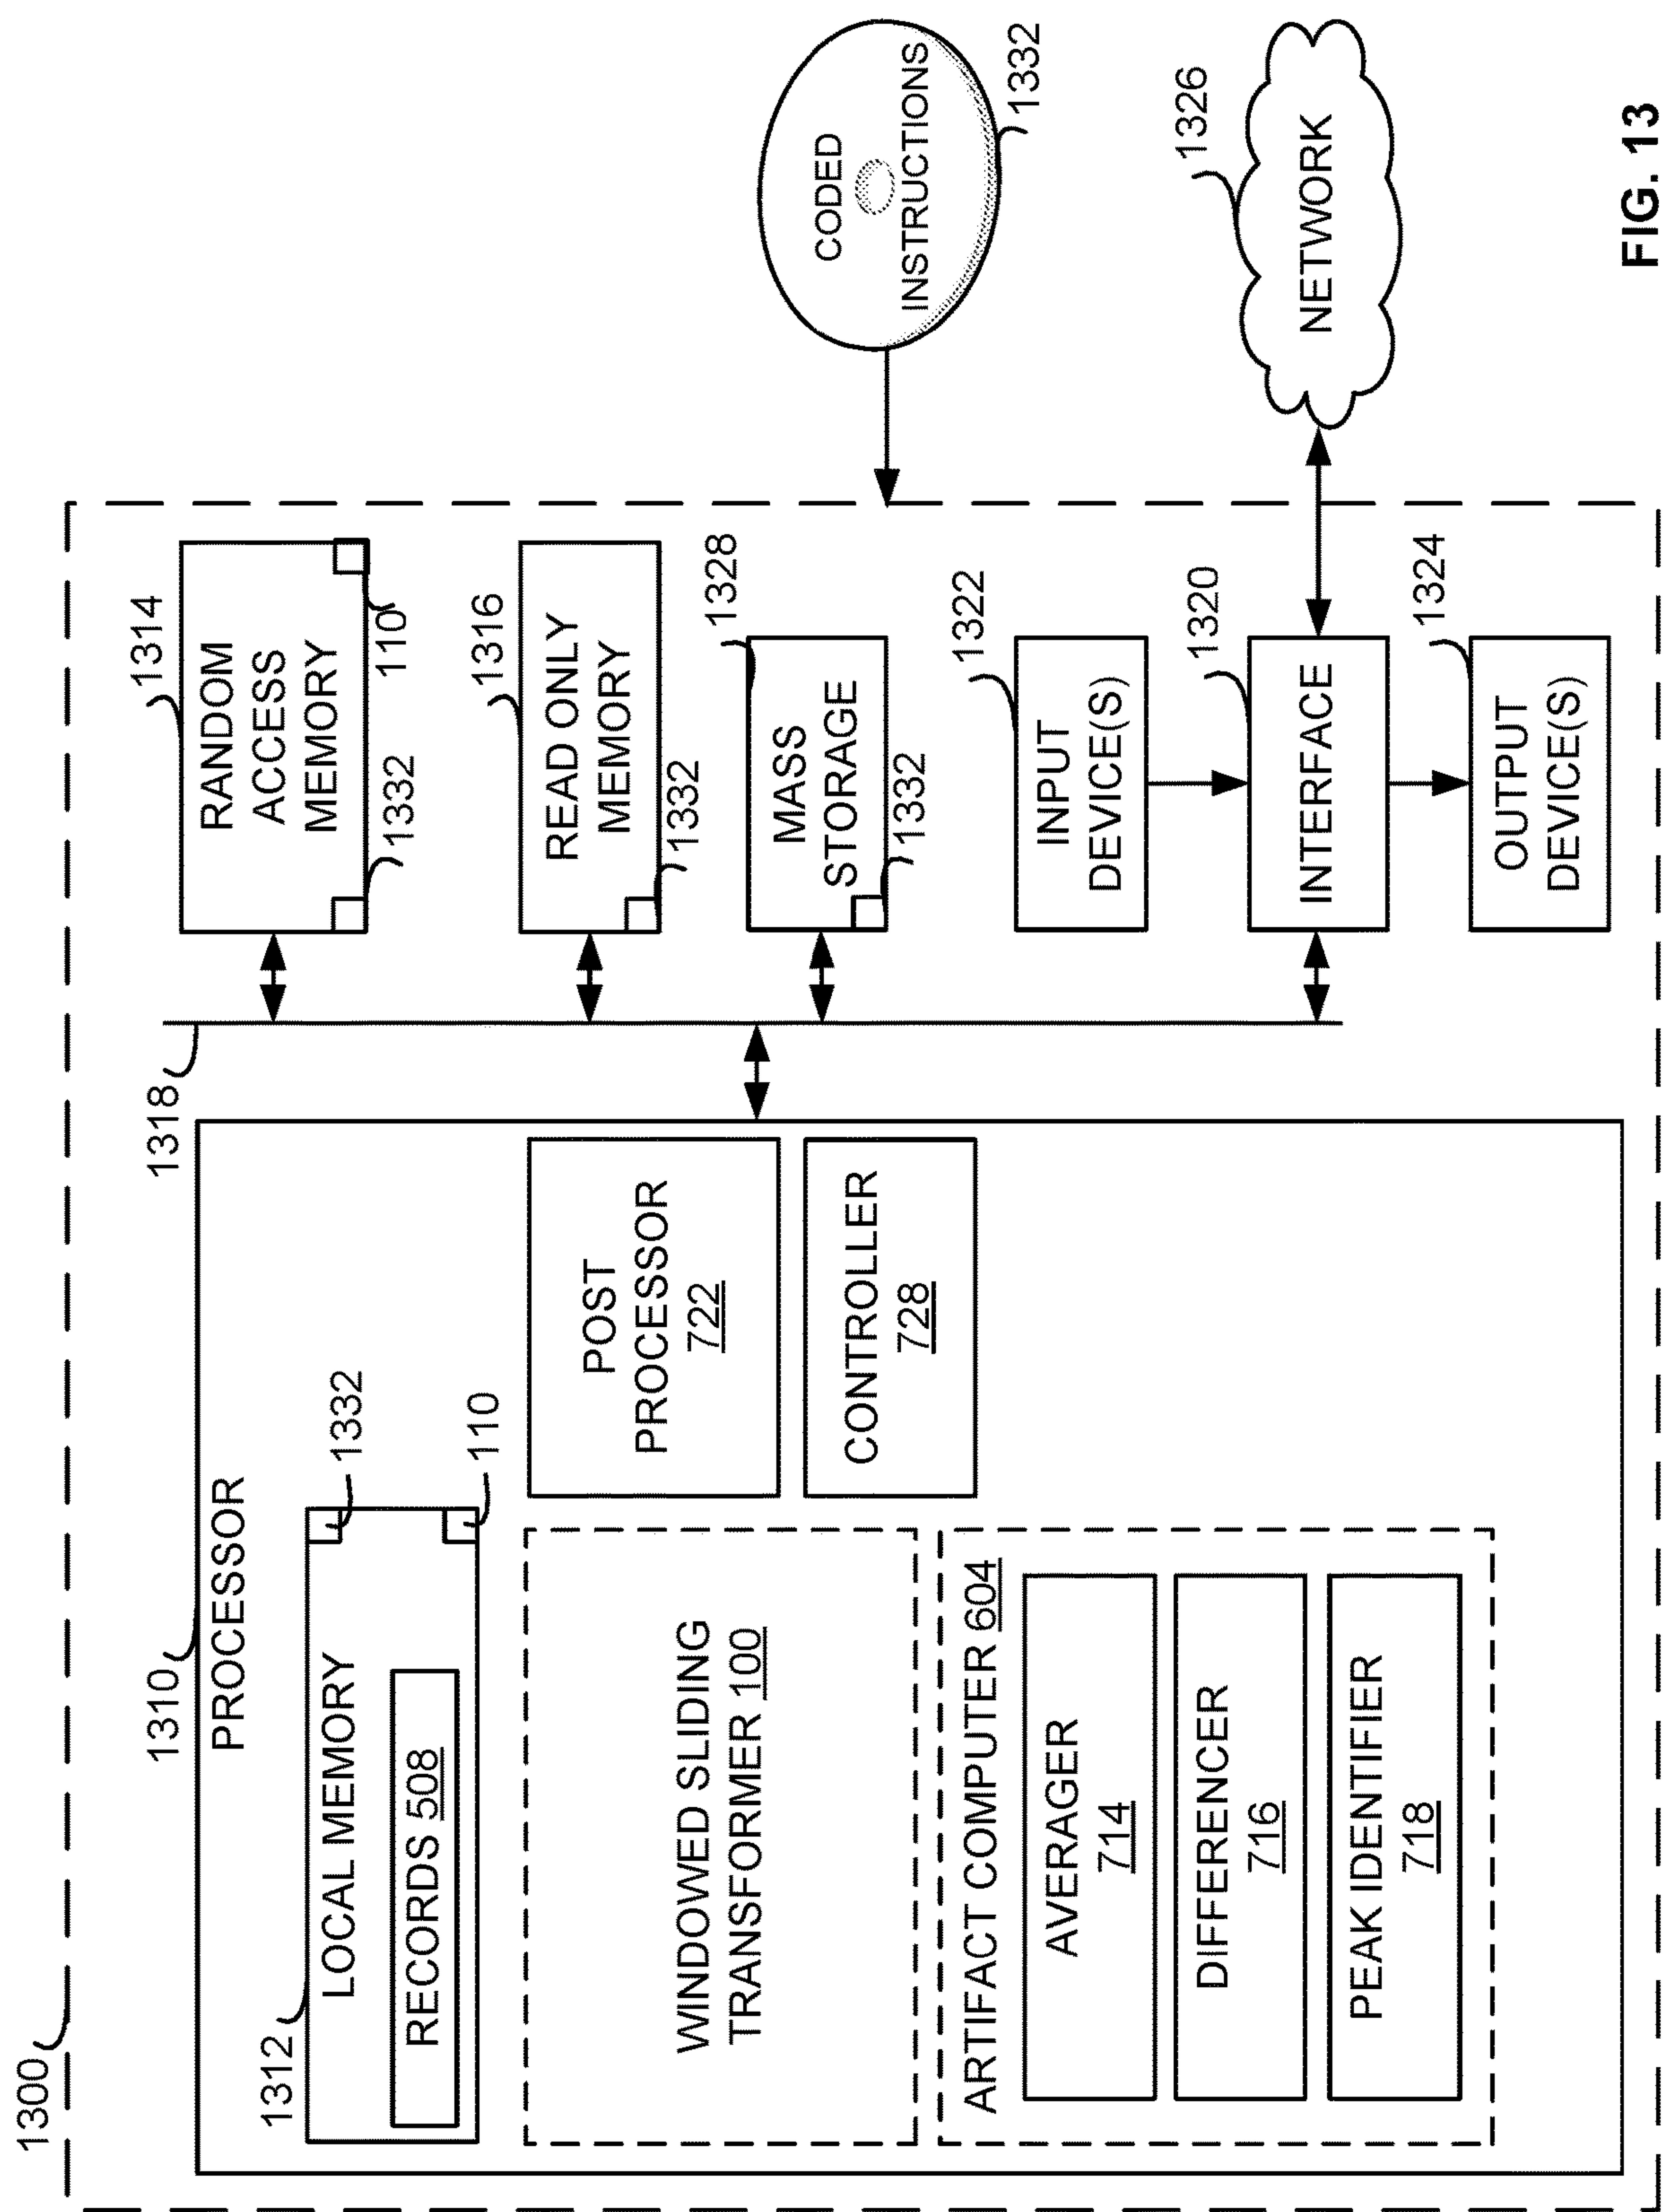 1300
1310
PROCESSOR
1312
LOCAL MEMORY
RECORDS 508
1332
110
WINDOWED SLIDING
TRANSFORMER 100
ARTIFACT COMPUTER 604
AVERAGER
714
DIFFERENCER
716
PEAK IDENTIFIER
718
POST
PROCESSOR
722
CONTROLLER
728
1318
1314
RANDOM
ACCESS
MEMORY
1332
110
1316
READ ONLY
MEMORY
1332
1328
MASS
STORAGE
1332
1322
INPUT
DEVICE(S)
1320
INTERFACE
1324
OUTPUT
DEVICE(S)
CODED
INSTRUCTIONS
1332
1326
NETWORK
FIG. 13